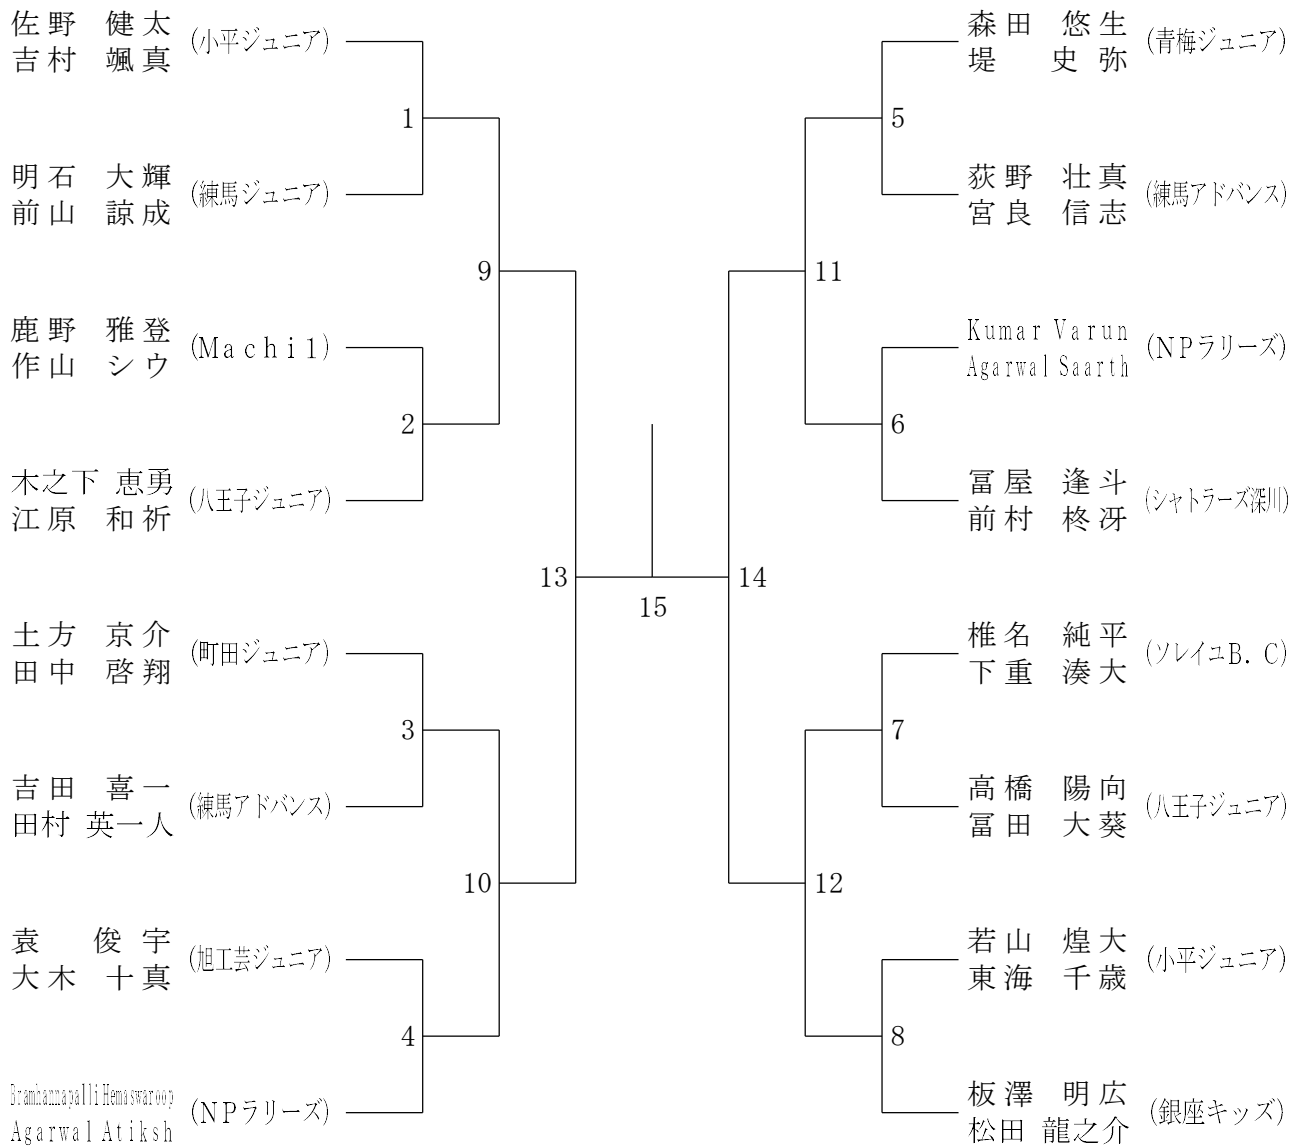 佐野 健太
吉村 颯真
(小平ジュニア)
1
明石 大輝
前山 諒成
(練馬ジュニア)
9
鹿野 雅登
作山 シウ
(Machi1)
2
木之下 恵勇
江原 和祈
(八王子ジュニア)
13
土方 京介
田中 啓翔
(町田ジュニア)
3
吉田 喜一
田村 英一人
(練馬アドバンス)
10
袁 俊宇
大木 十真
(旭工芸ジュニア)
4
Bramhannapalli Hemaswaroop
Agarwal Atiksh
(NPラリーズ)
15
森田 悠生
堤 史弥
(青梅ジュニア)
5
荻野 壮真
宮良 信志
(練馬アドバンス)
11
Kumar Varun
Agarwal Saarth
(NPラリーズ)
6
冨屋 逢斗
前村 柊冴
(シャトラーズ深川)
14
椎名 純平
下重 湊大
(ソレイユB.C)
7
高橋 陽向
冨田 大葵
(八王子ジュニア)
12
若山 煌大
東海 千歳
(小平ジュニア)
8
板澤 明広
松田 龍之介
(銀座キッズ)